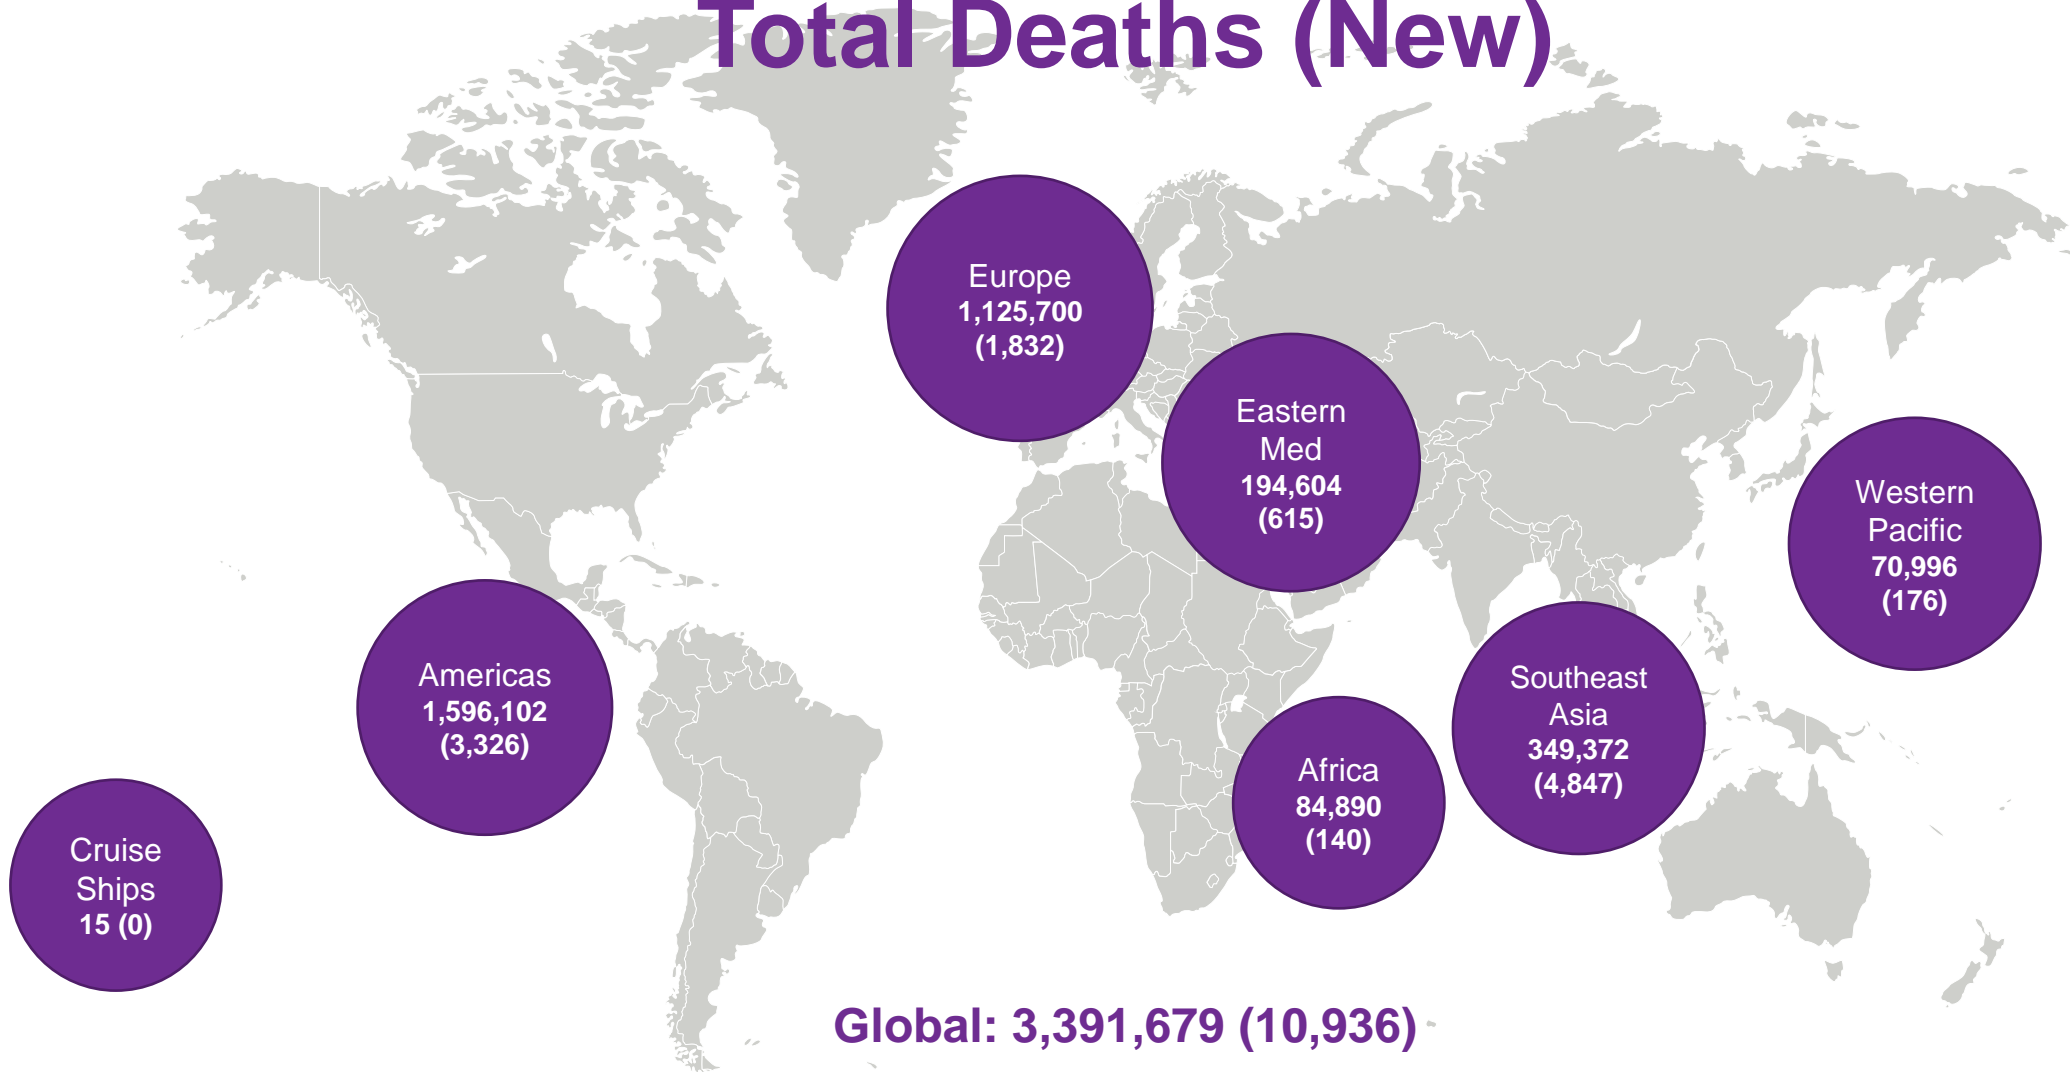 Total Deaths (New)
Europe
1,125,700
(1,832)
Eastern
Med
194,604
(615)
Western
Pacific
70,996
(176)
Americas
1,596,102
(3,326)
Southeast
Asia
349,372
(4,847)
Africa
84,890
(140)
Cruise
Ships
15 (0)
Global: 3,391,679 (10,936)